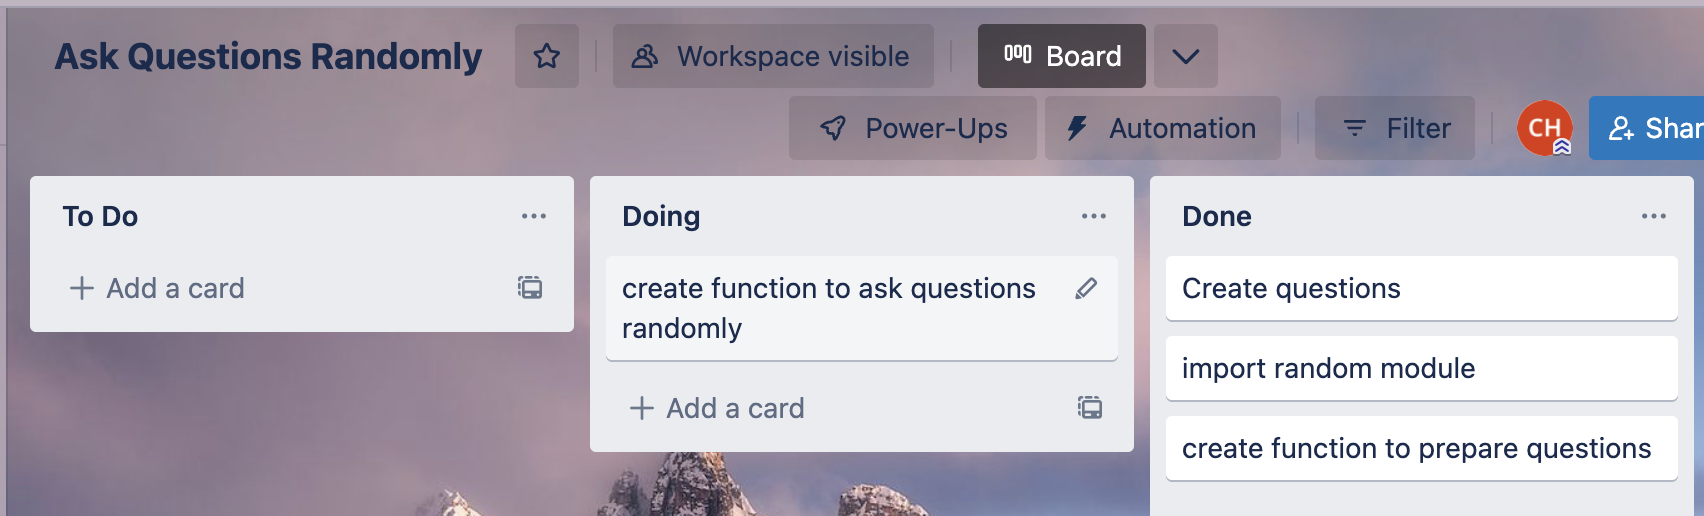 Ask Questions Randomly
Workspace visible
Board
Power-Ups
Automation
Filter
CH
Shar
To Do
Add a card
Doing
create function to ask questions
randomly
Add a card
Done
Create questions
import random module
create function to prepare questions